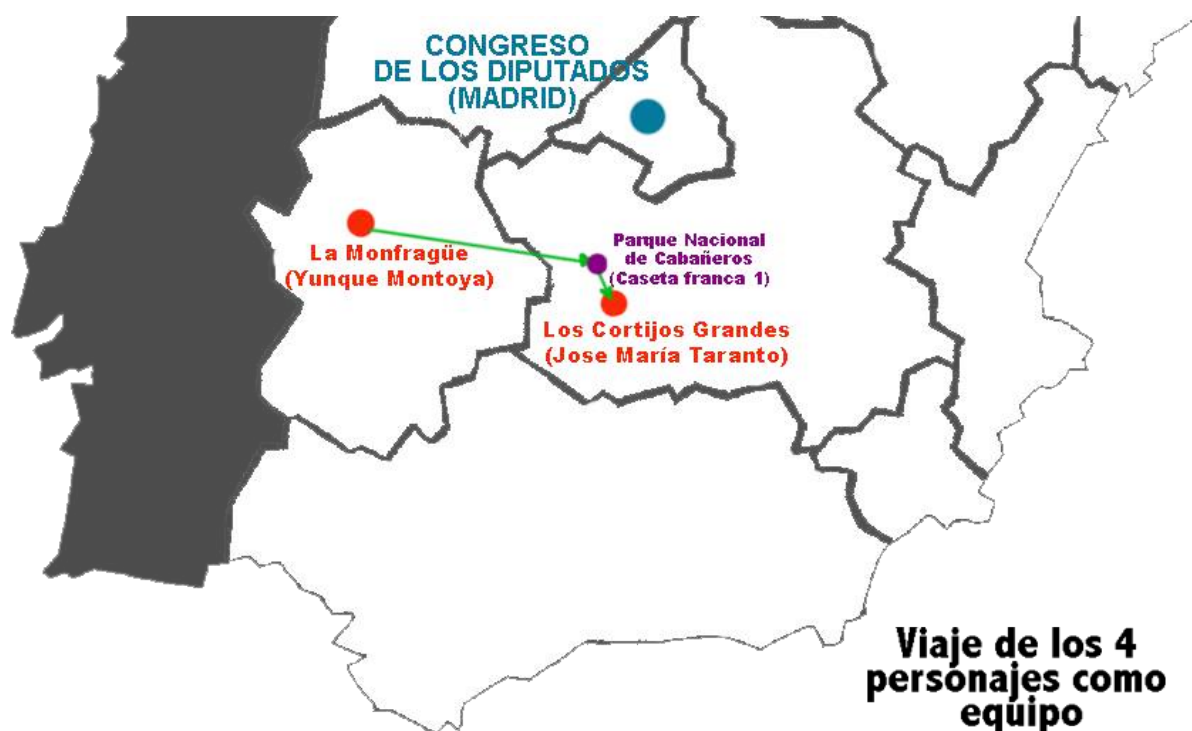 CONGRESO
DE LOS DIPUTADOS
(MADRID)
La Monfragüe
(Yunque Montoya)
Parque Nacional
de Cabañeros
(Caseta franca 1)
Los Cortijos Grandes
(Jose María Taranto)
Viaje de los 4
personajes como
equipo